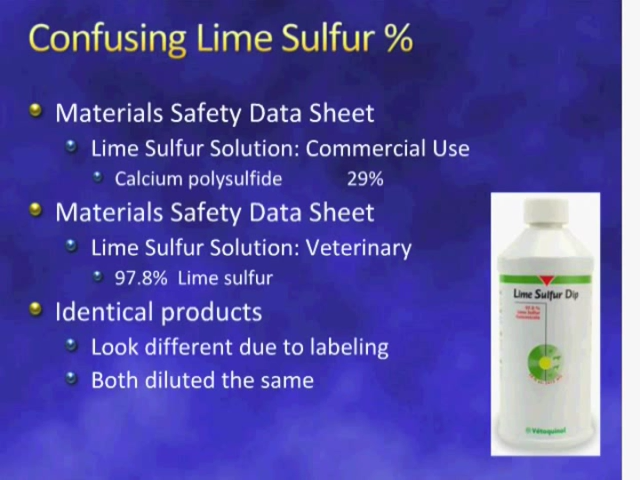 Confusing Lime Sulfur %
Materials Safety Data Sheet
Lime Sulfur Solution: Commercial Use
Calcium polysulfide 29%
Materials Safety Data Sheet
Lime Sulfur Solution: Veterinary
97.8% Lime sulfur
Identical products
Look different due to labeling
Both diluted the same
Lime Sulfur Dip
Vétoquinol